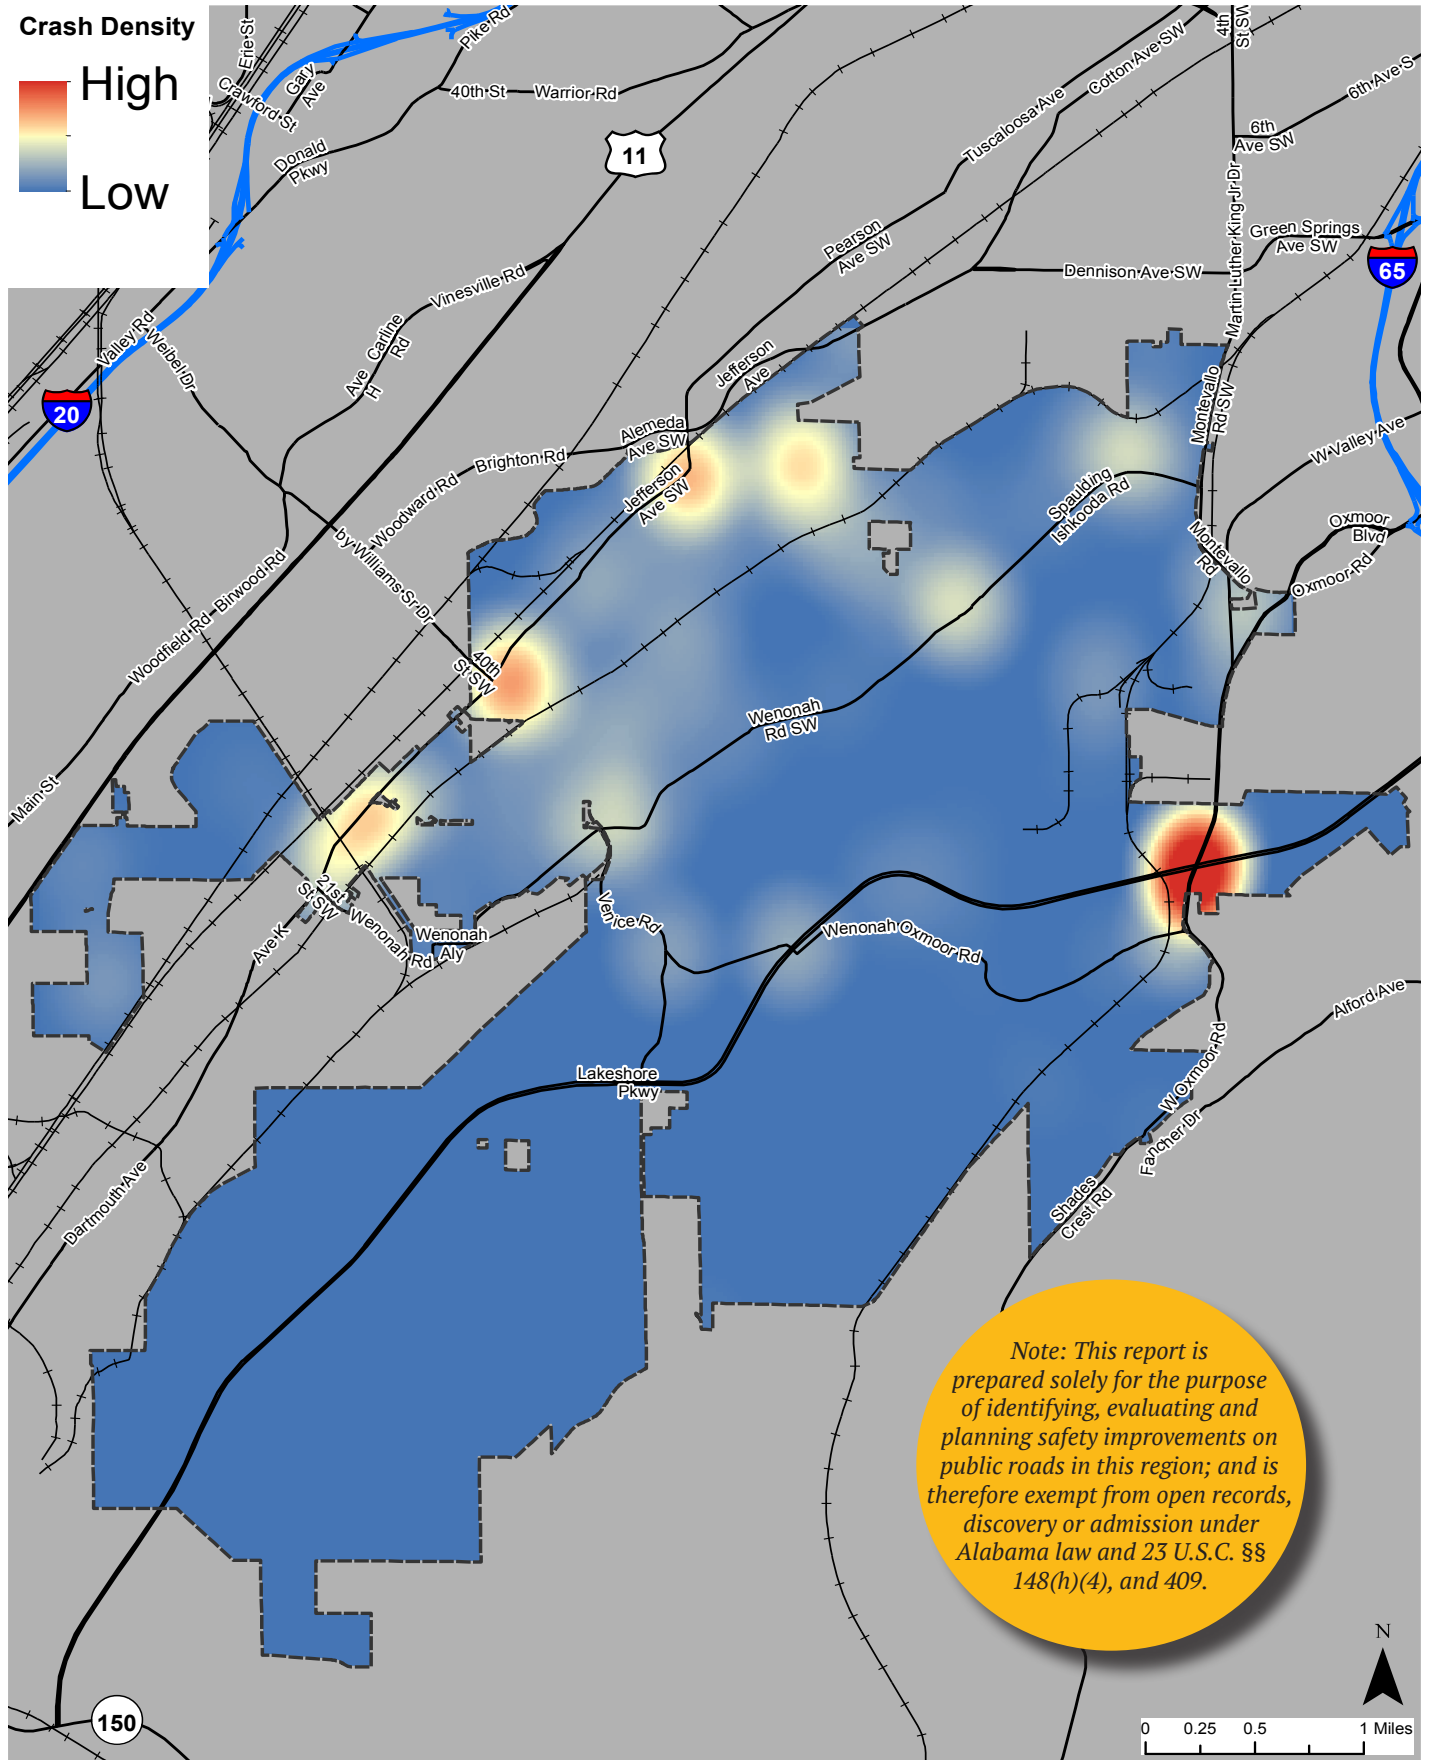 Crash Density
High
Low
Erie St
Crawford St
Gary
Ave
Pike Rd
40th St
Warrior Rd
Donald
Pkwy
11
Tuscaloosa Ave
Cotton Ave SW
4th
St SW
6th Ave S
6th
Ave SW
Martin Luther King Jr Dr
Green Springs
Ave SW
65
Pearson
Ave SW
Dennison Ave SW
Vinesville Rd
Carline
Rd
Ave
H
Valley Rd
Weibel Dr
20
Jefferson
Ave
Alameda
Ave SW
Brighton Rd
Woodward Rd
Jefferson
Ave SW
Montevallo
Rd SW
W Valley Ave
Spaulding
Ishkooda Rd
Oxmoor
Blvd
Oxmoor Rd
Montevallo
Rd
by Williams Sr Dr
Birwood Rd
Woodfield Rd
40th
St SW
Main St
Wenonah
Rd SW
21st
St SW
Wenonah Rd
Wenonah
Aly
Ave K
Venice Rd
Wenonah Oxmoor Rd
Alford Ave
Lakeshore
Pkwy
W Oxmoor Rd
Fancher Dr
Dartmouth Ave
Shades
Crest Rd
Note: This report is
prepared solely for the purpose
of identifying, evaluating and
planning safety improvements on
public roads in this region; and is
therefore exempt from open records,
discovery or admission under
Alabama law and 23 U.S.C. §§
148(h)(4), and 409.
N
150
0 0.25 0.5 1 Miles